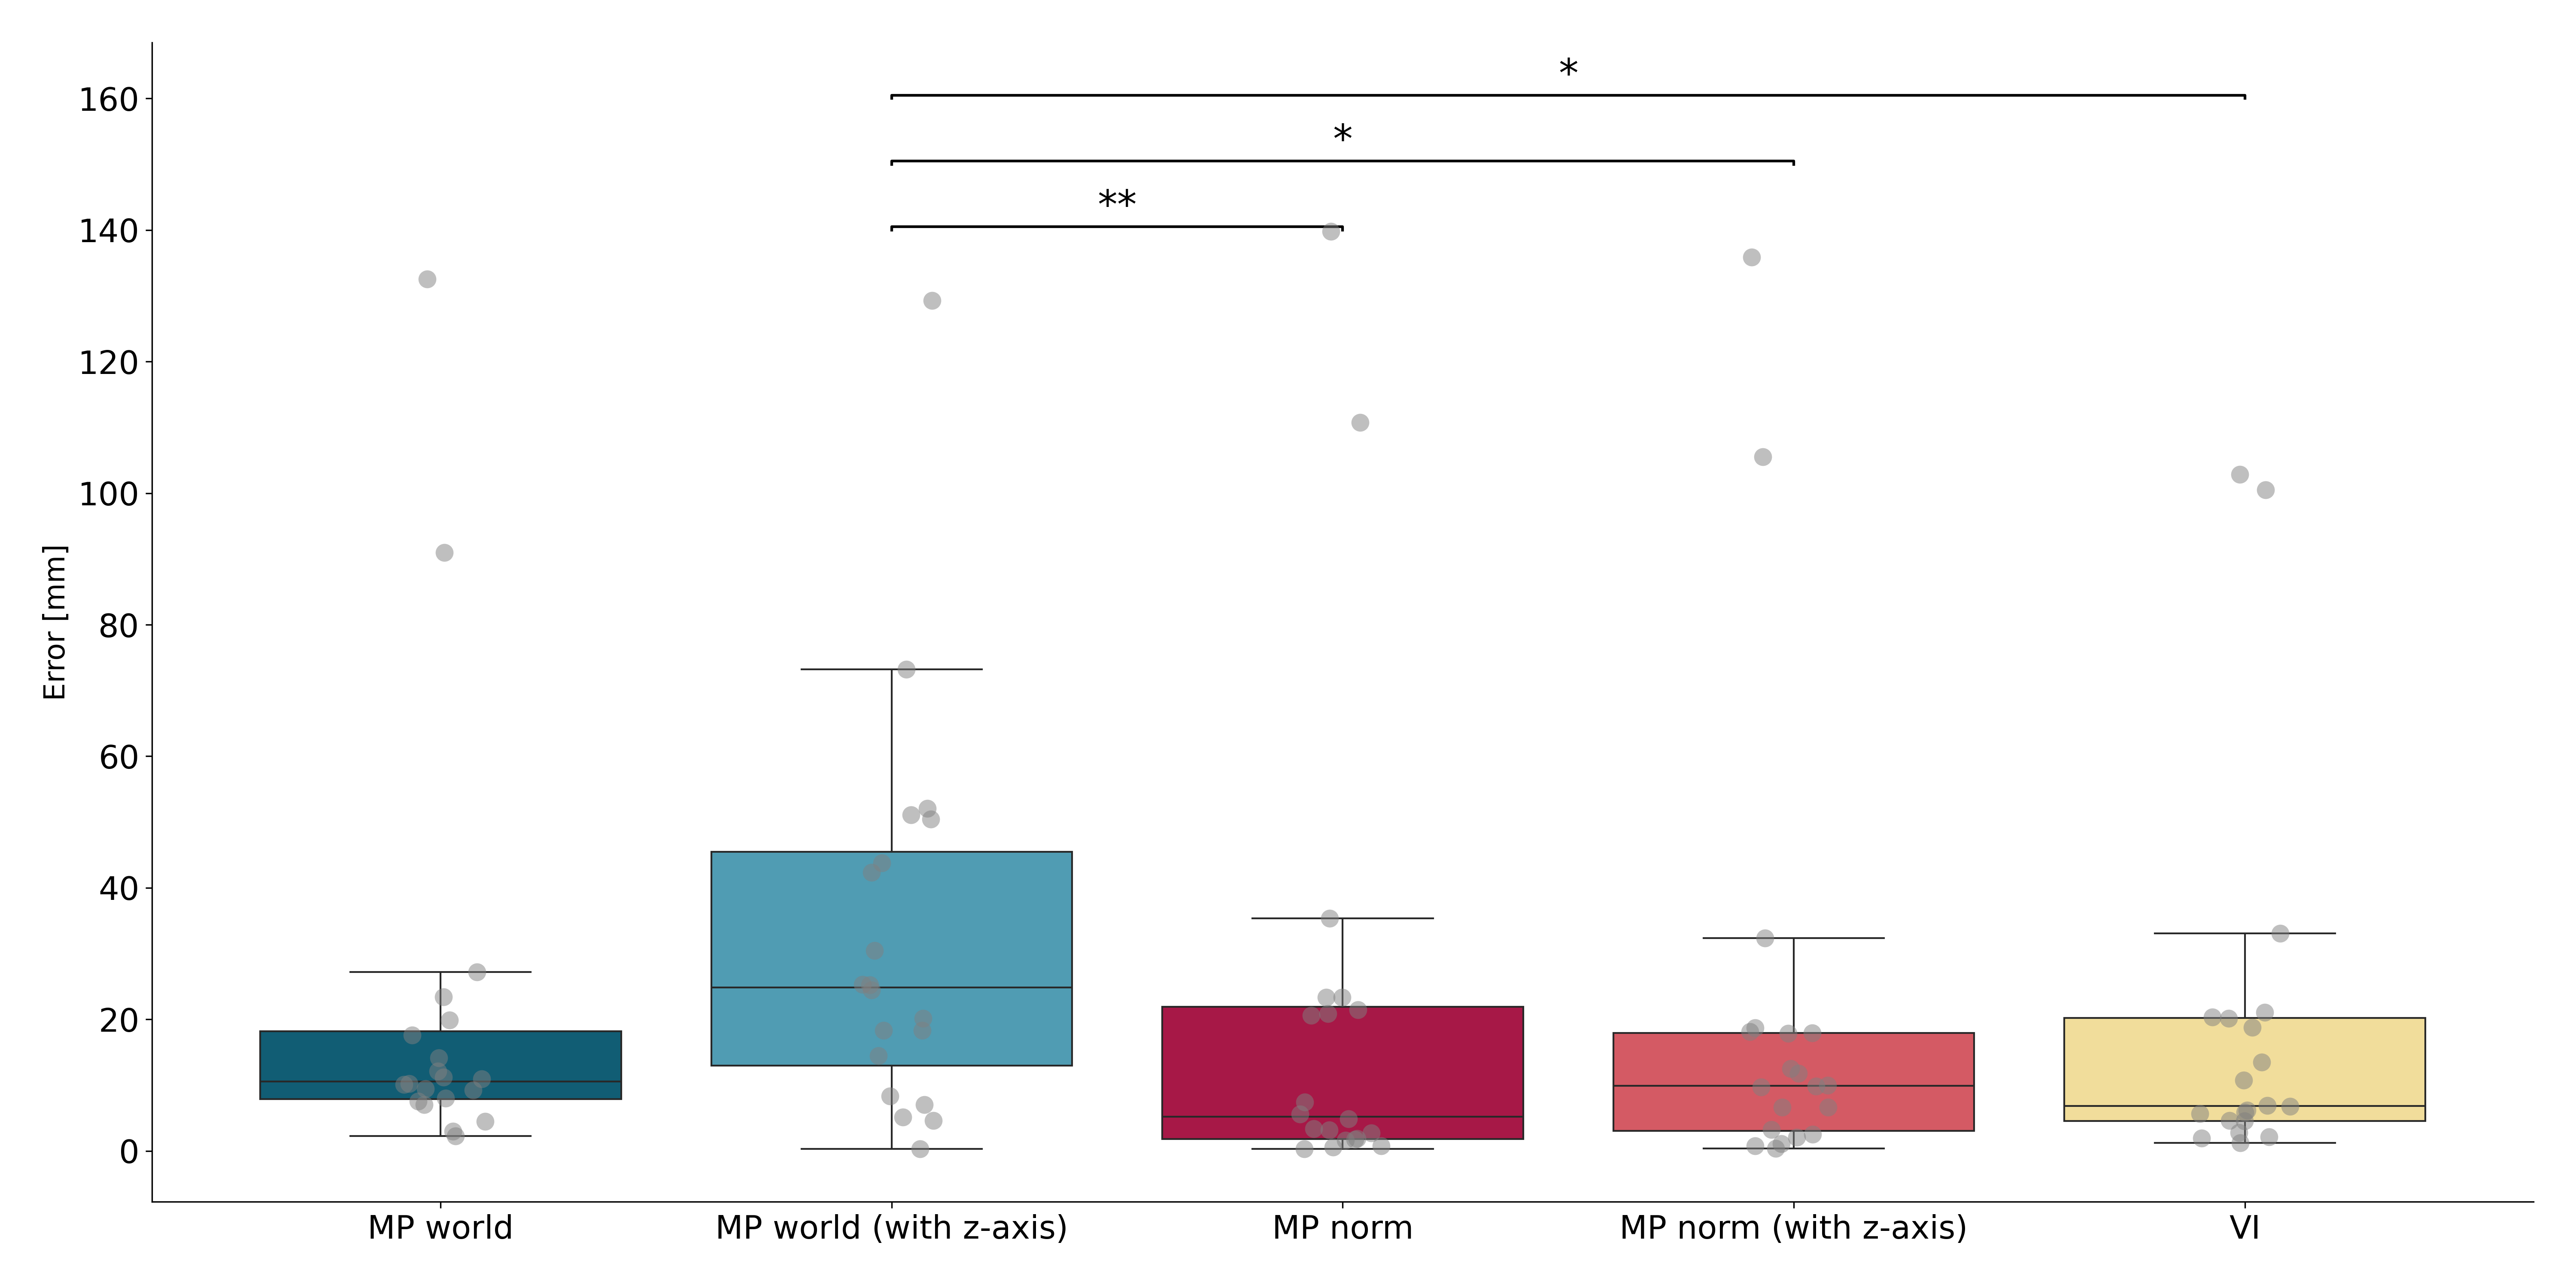 *
160
*
**
140
120
100
Error [mm]
80
60
40
20
0
MP world
MP world (with z-axis)
MP norm
MP norm (with z-axis)
VI